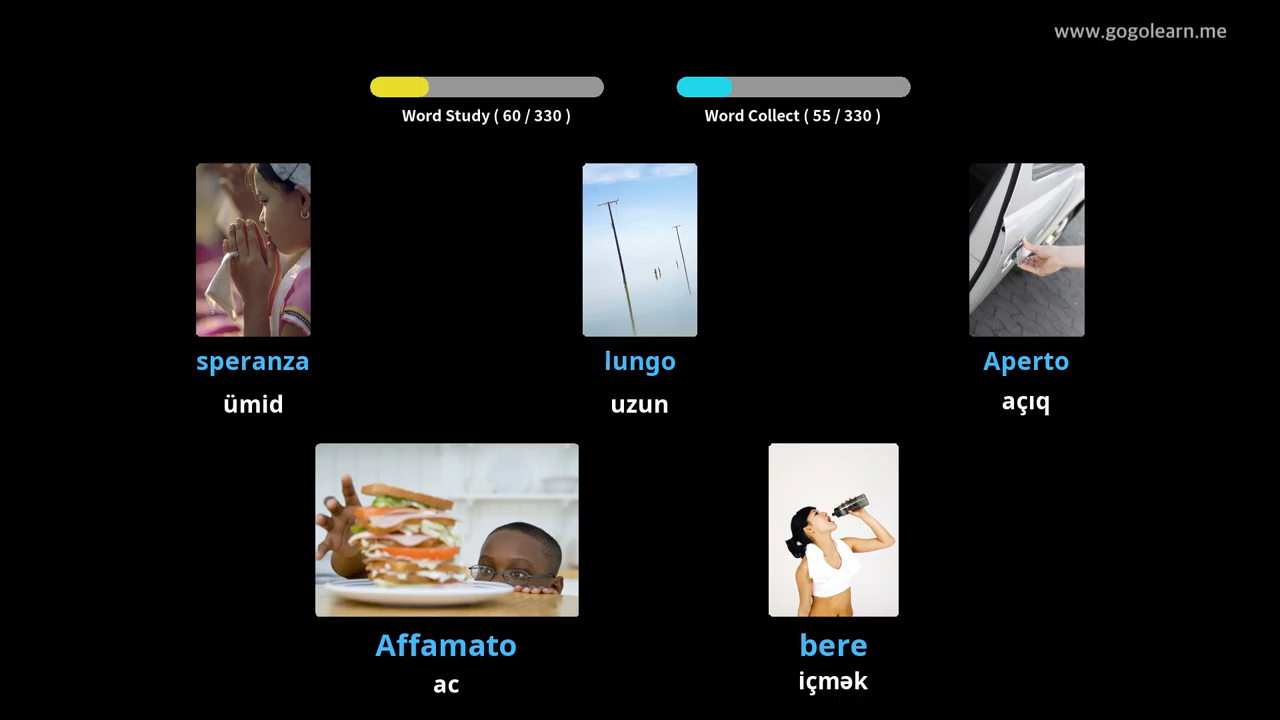 www.gogolearn.me
Word Study ( 60 / 330 )
Word Collect ( 55 / 330 )
speranza
ümid
lungo
uzun
Aperto
açıq
Affamato
ac
bere
içmək